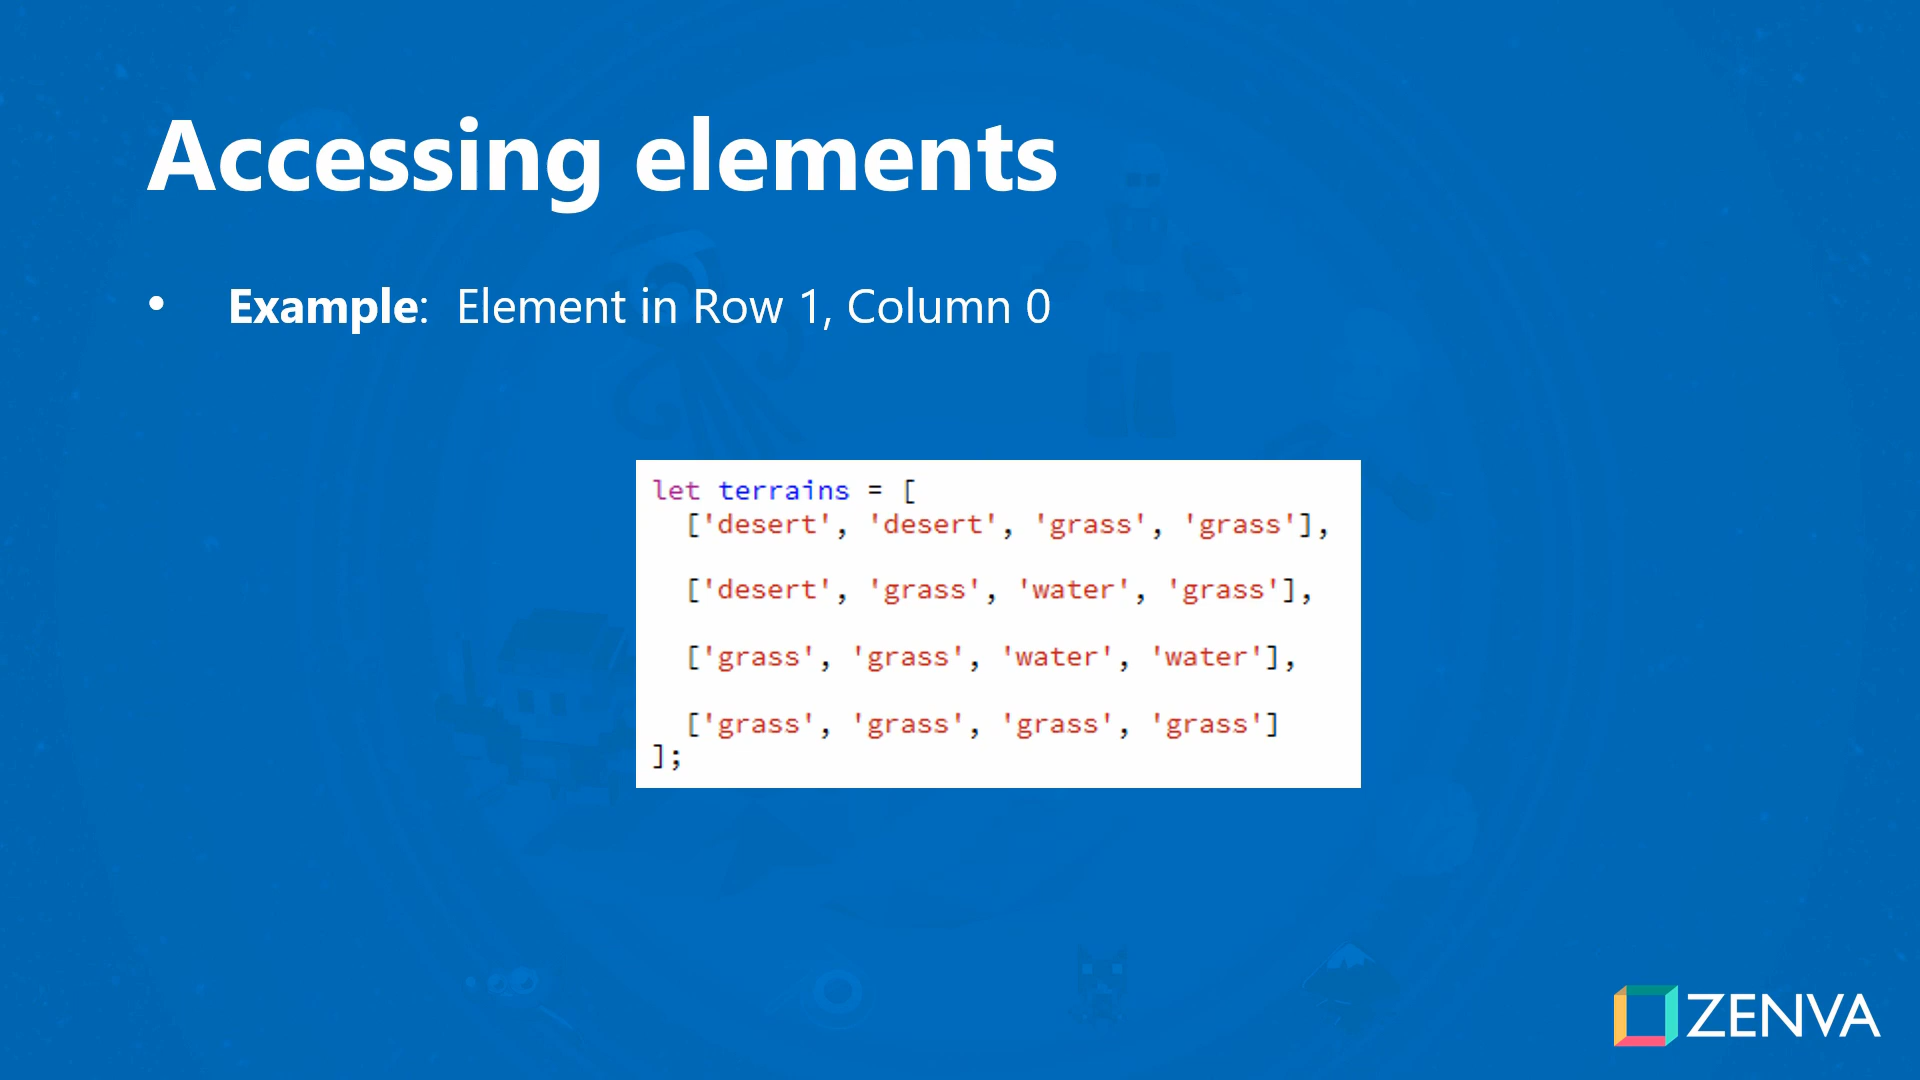 Accessing elements
• Example: Element in Row 1, Column 0
let terrains = [
['desert', 'desert', 'grass', 'grass'],
['desert', 'grass', 'water', 'grass'],
['grass', 'grass', 'water', 'water'],
['grass', 'grass', 'grass', 'grass']
];
ZENVA